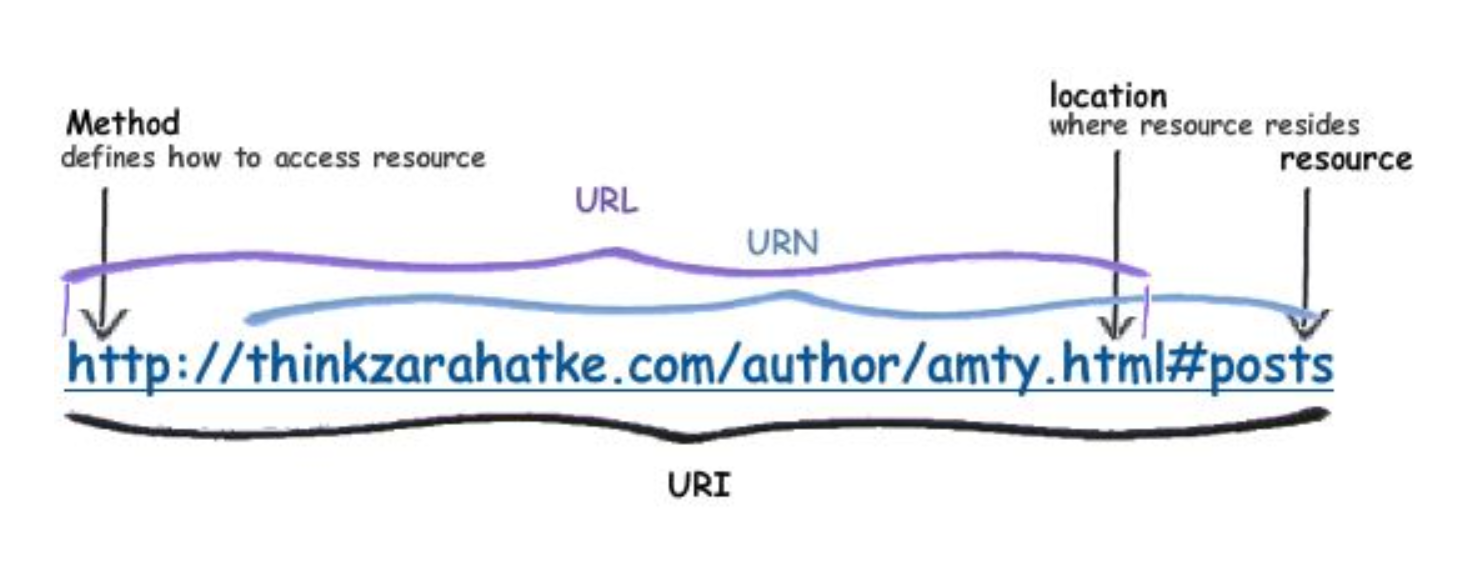 location
Method
where resource resides
defines how to access resource
resource
URL
URN
http://thinkzarahatke.com/author/amty.html#posts
URI